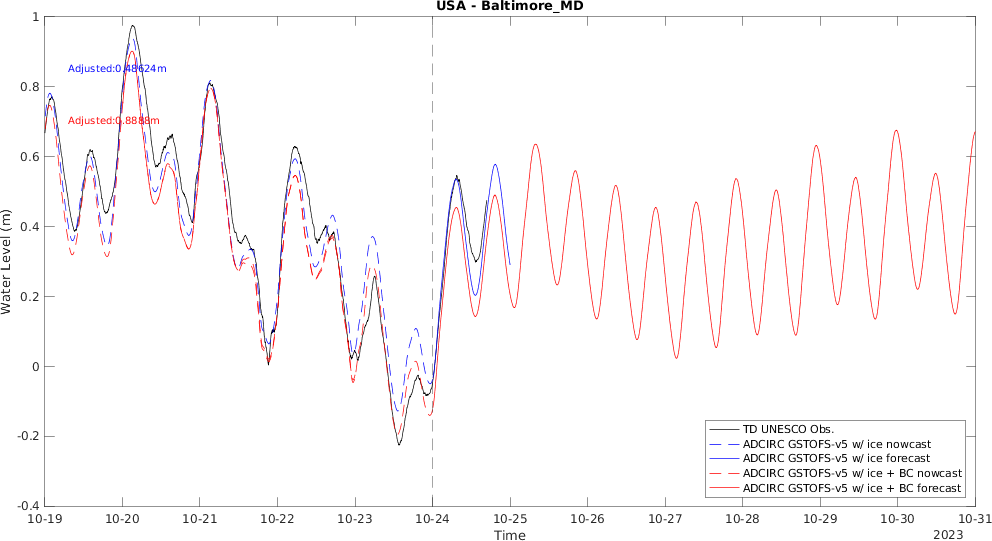 USA - Baltimore_MD
Adjusted:0.48624m
Adjusted:0.8888m
Water Level (m)
1
0.8
0.6
0.4
0.2
0
-0.2
-0.4
TD UNESCO Obs.
ADCIRC GSTOFS-v5 w/ ice nowcast
ADCIRC GSTOFS-v5 w/ ice forecast
ADCIRC GSTOFS-v5 w/ ice + BC nowcast
ADCIRC GSTOFS-v5 w/ ice + BC forecast
10-19 10-20 10-21 10-22 10-23 10-24 10-25 10-26 10-27 10-28 10-29 10-30 10-31
Time
2023